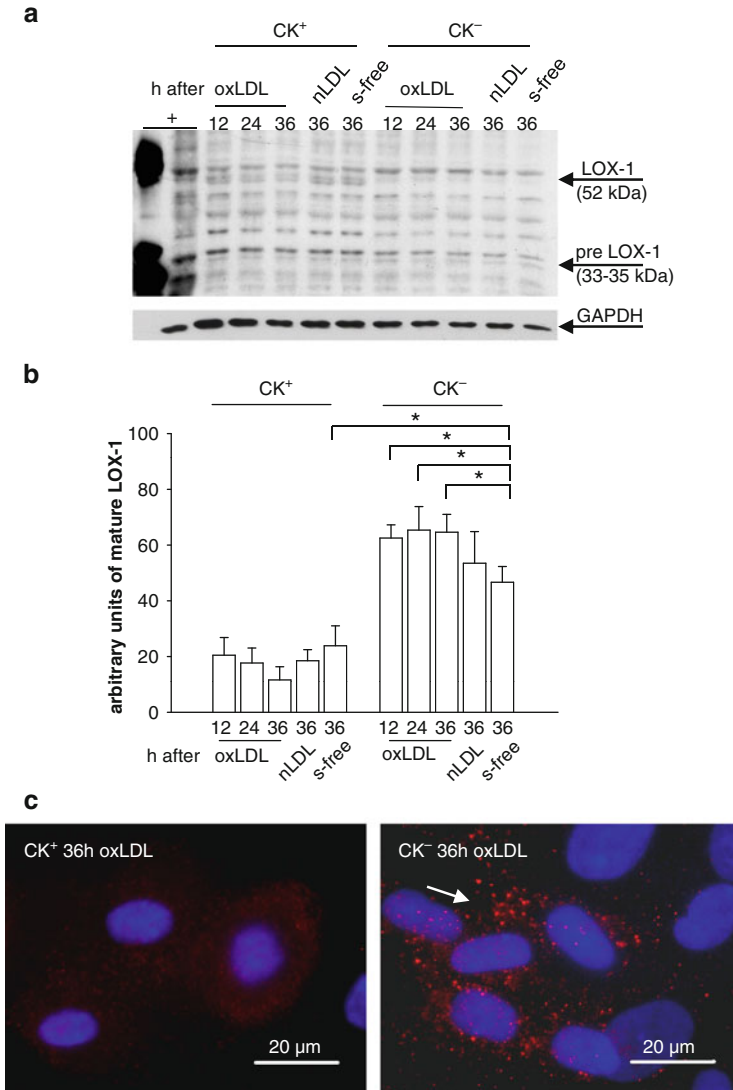 a
CK⁺ CK⁻
h after oxLDL nLDL s-free oxLDL nLDL s-free
+ 12 24 36 36 36 12 24 36 36 36
LOX-1
(52 kDa)
pre LOX-1
(33-35 kDa)
GAPDH
b
CK⁺ CK⁻
*
*
*
*
arbitrary units of mature LOX-1
100
80
60
40
20
0
12 24 36 36 36 12 24 36 36 36
h after oxLDL nLDL s-free oxLDL nLDL s-free
c
CK⁺ 36h oxLDL
20 µm
CK⁻ 36h oxLDL
20 µm